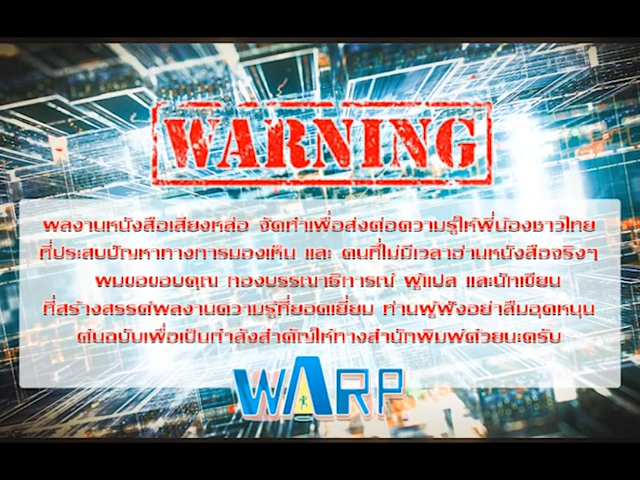 WARNING
ผลงานหนังสือเสียงหล่อ จัดทำเพื่อส่งต่อความรู้ให้พี่น้องชาวไทย
ที่ประสบปัญหาทางการมองเห็น และ คนที่ไม่มีเวลาอ่านหนังสือจริงๆ
ผมขอขอบคุณ กองบรรณาธิการณ์ ผู้แปล และนักเขียน
ที่สร้างสรรค์ผลงานความรู้ที่ยอดเยี่ยม ท่านผู้ฟังอย่าลืมอุดหนุน
ต้นฉบับเพื่อเป็นกำลังสำคัญให้ทางสำนักพิมพ์ด้วยนะครับ
WARP